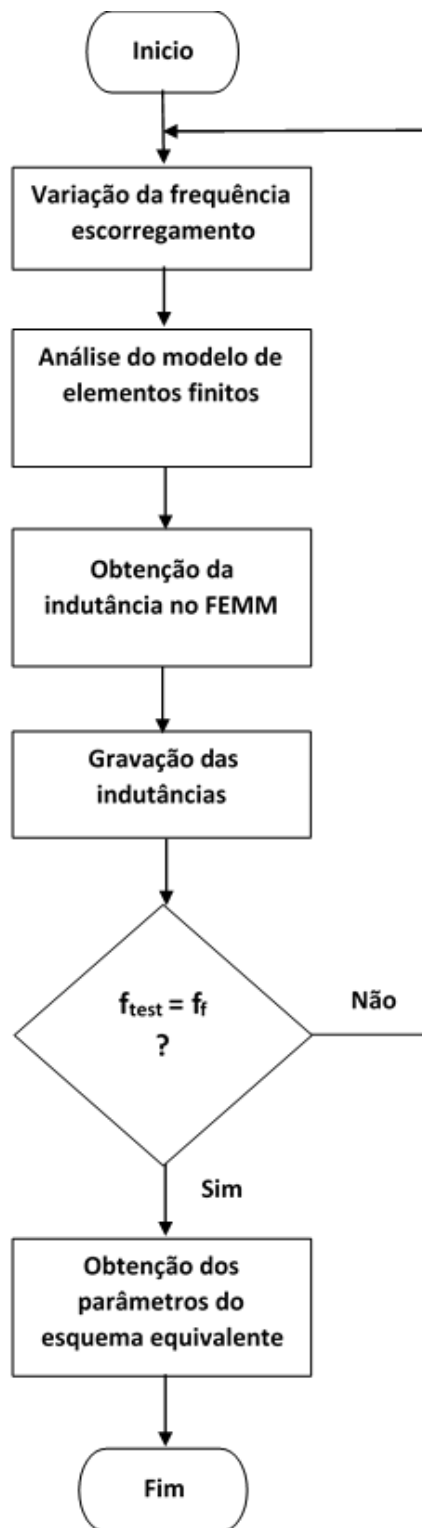 Inicio
Variação da frequência
escorregamento
Análise do modelo de
elementos finitos
Obtenção da
indutância no FEMM
Gravação das
indutâncias
ftest = ff
?
Não
Sim
Obtenção dos
parâmetros do
esquema equivalente
Fim